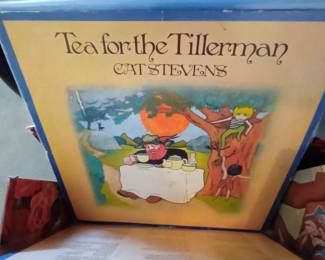 Tea for the Tillerman
CAT STEVENS